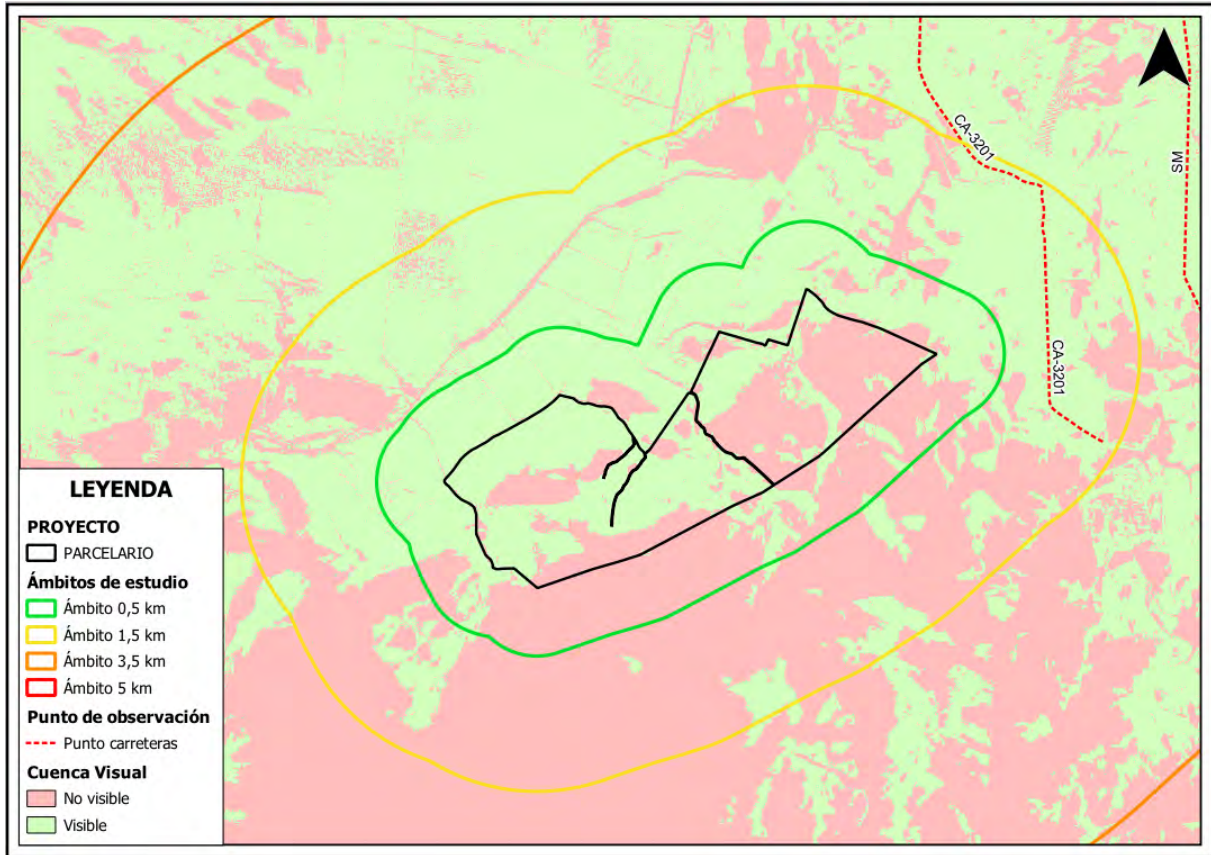 CA-3201
SM
CA-3201
LEYENDA
PROYECTO
PARCELARIO
Ámbitos de estudio
Ámbito 0,5 km
Ámbito 1,5 km
Ámbito 3,5 km
Ámbito 5 km
Punto de observación
Punto carreteras
Cuenca Visual
No visible
Visible